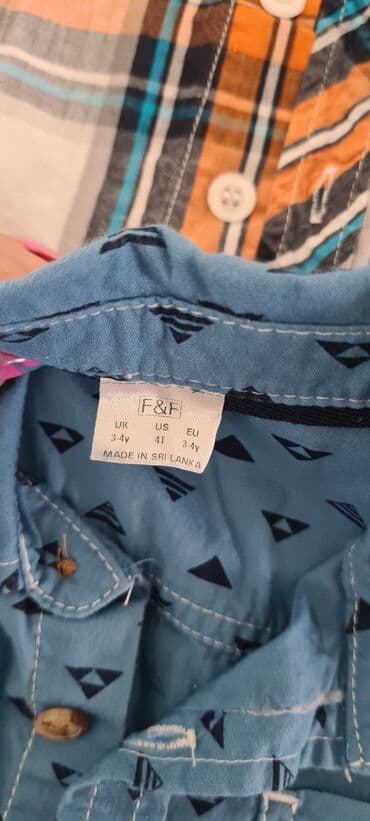 F&F
UK US EU
3-4y 4T 3-4y
MADE IN SRI LANKA